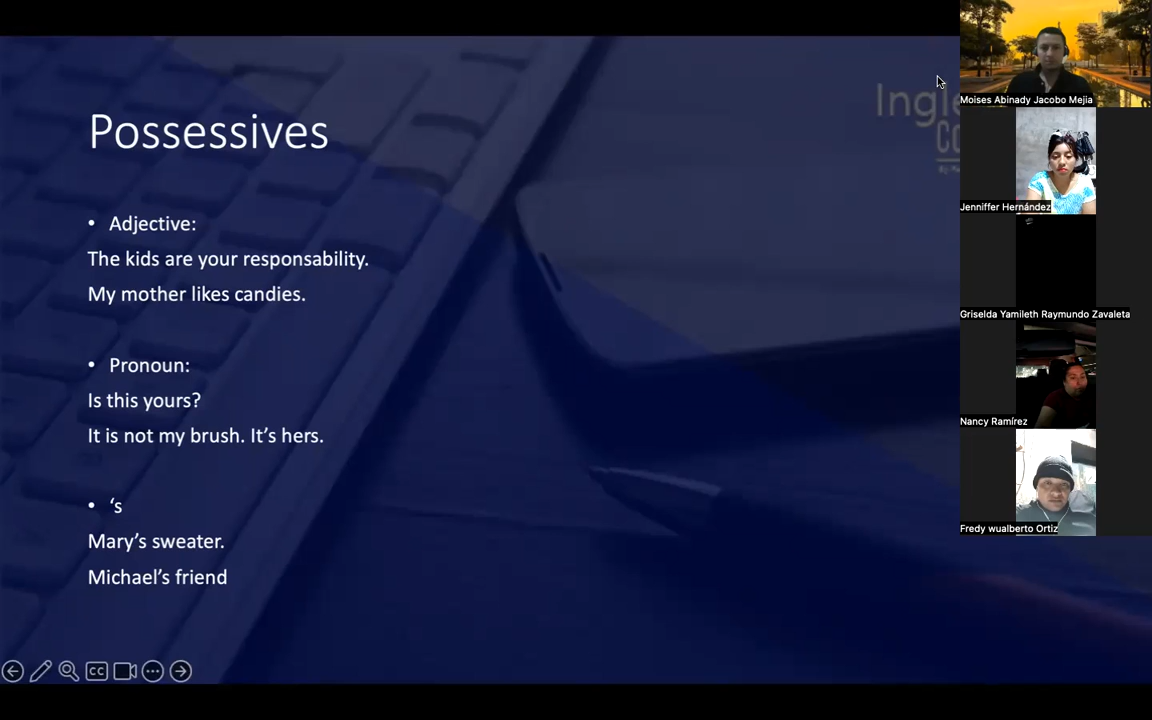 Possessives
• Adjective:
The kids are your responsability.
My mother likes candies.
• Pronoun:
Is this yours?
It is not my brush. It's hers.
• ‘s
Mary's sweater.
Michael's friend
CC
Moises Abinady Jacobo Mejia
Jenniffer Hernández
Griselda Yamileth Raymundo Zavaleta
Nancy Ramírez
Fredy wualberto Ortiz